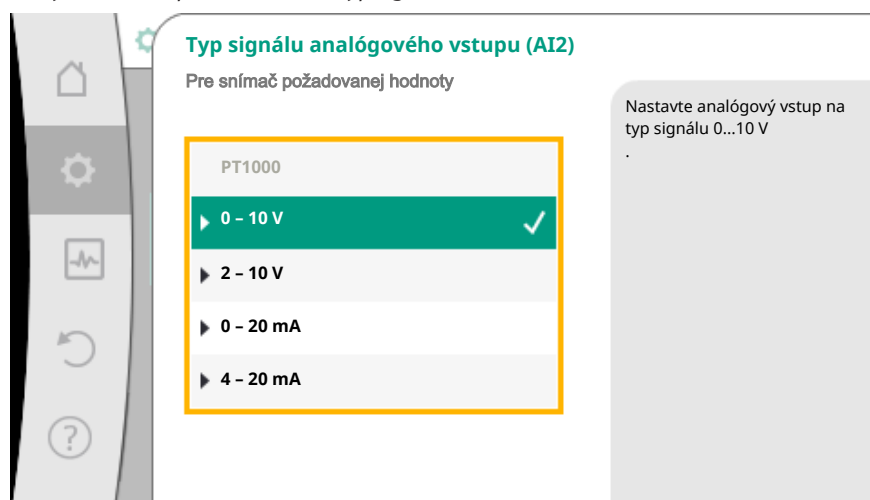 Typ signálu analógového vstupu (AI2)
Pre snímač požadovanej hodnoty
Nastavte analógový vstup na
typ signálu 0...10 V
.
PT1000
0 – 10 V
2 – 10 V
0 – 20 mA
4 – 20 mA
?